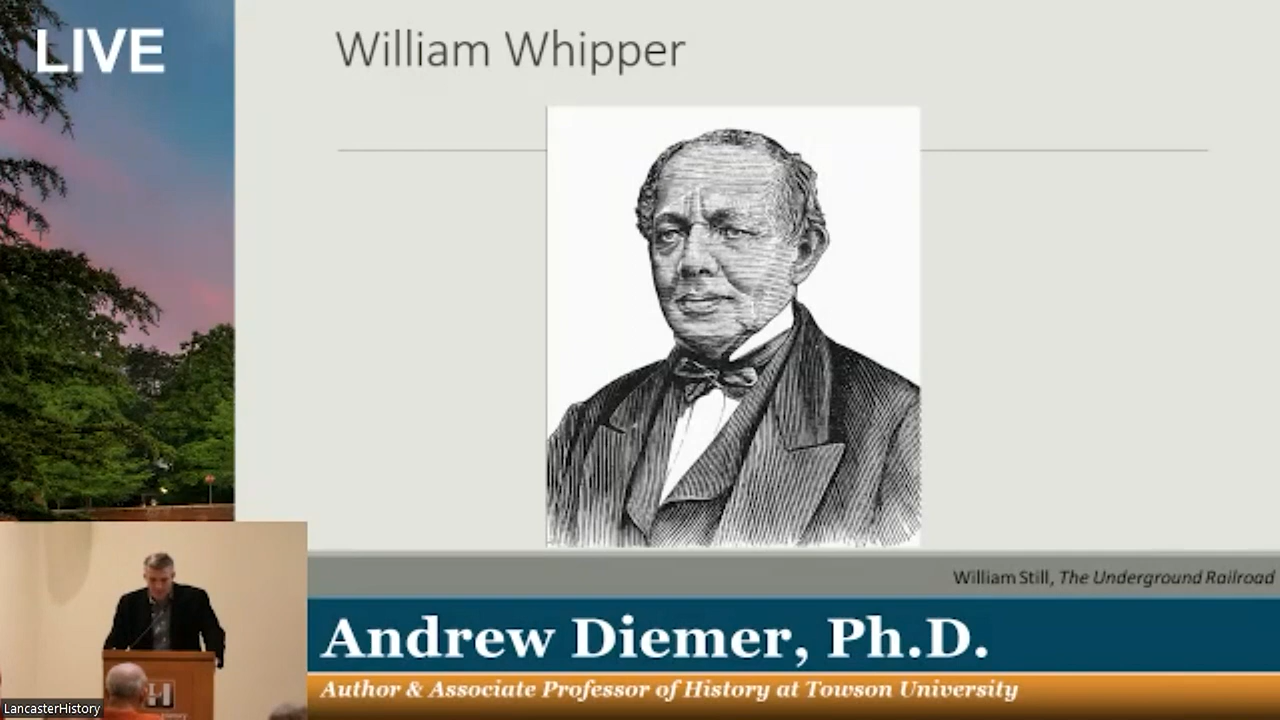 LIVE
William Whipper
William Still, The Underground Railroad
Andrew Diemer, Ph.D.
Author & Associate Professor of History at Towson University
LancasterHistory